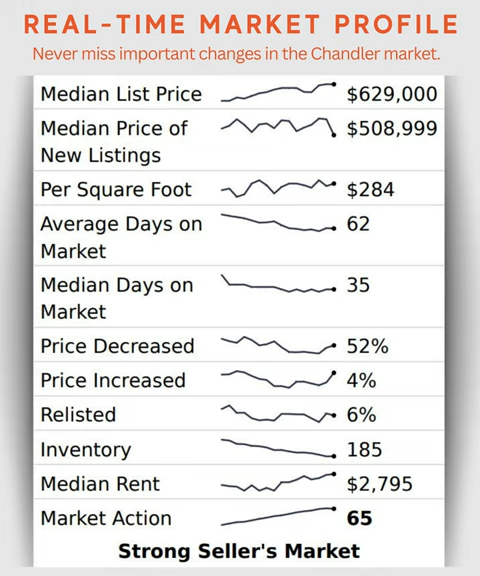 REAL-TIME MARKET PROFILE
Never miss important changes in the Chandler market.
Median List Price $629,000
Median Price of $508,999
New Listings
Per Square Foot $284
Average Days on 62
Market
Median Days on 35
Market
Price Decreased 52%
Price Increased 4%
Relisted 6%
Inventory 185
Median Rent $2,795
Market Action 65
Strong Seller's Market